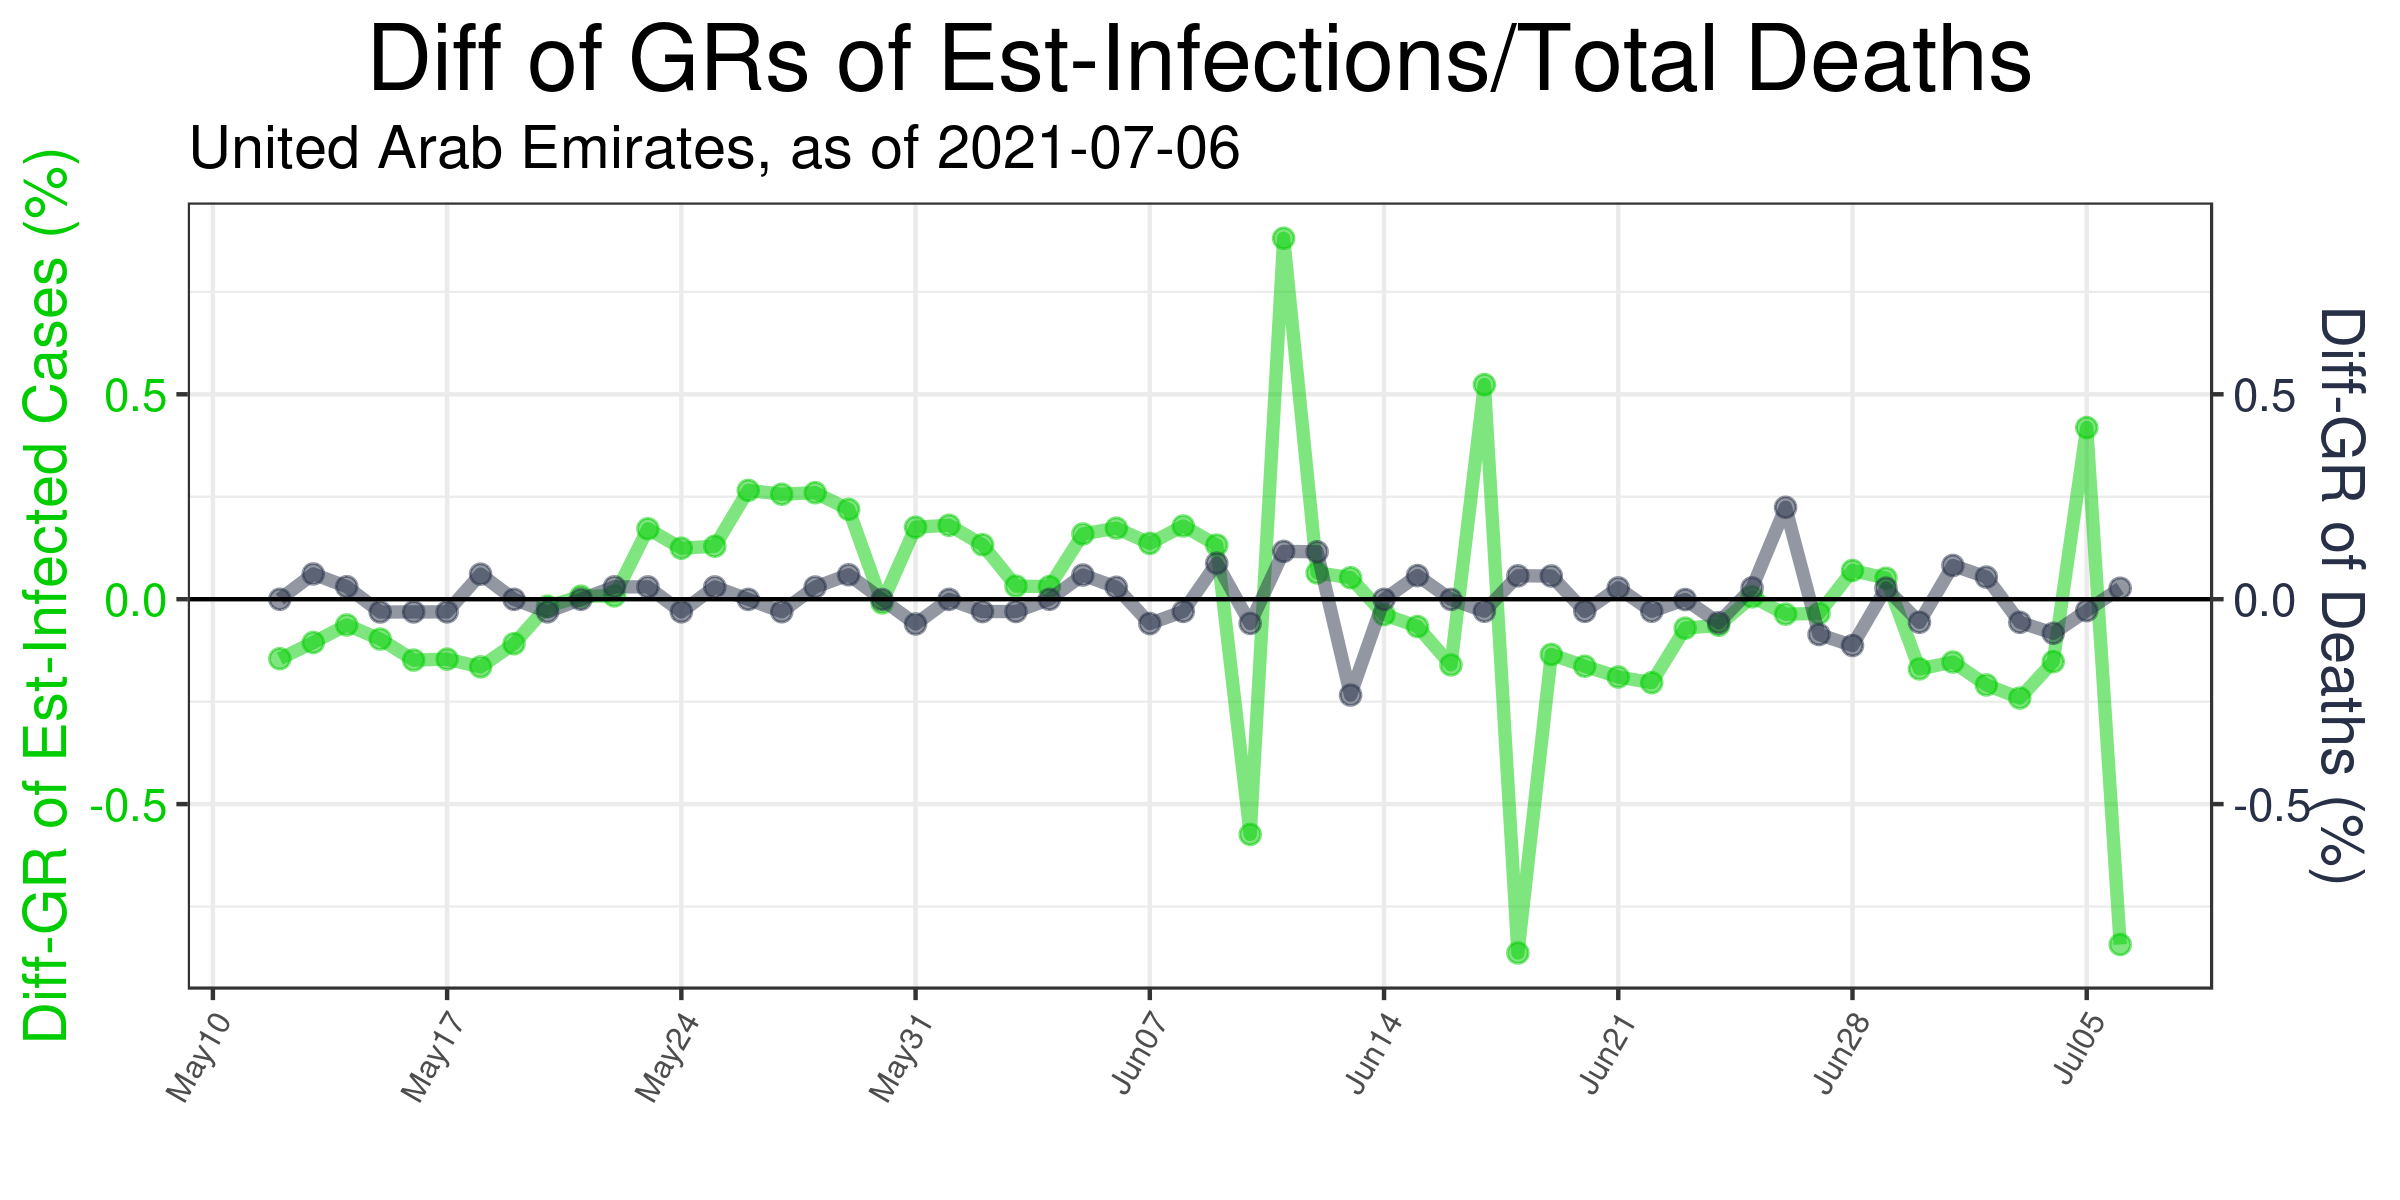 Diff of GRs of Est-Infections/Total Deaths
United Arab Emirates, as of 2021-07-06
Diff-GR of Est-Infected Cases (%)
0.5
0.0
-0.5
0.5
0.0
-0.5
Diff-GR of Deaths (%)
May10
May17
May24
May31
Jun07
Jun14
Jun21
Jun28
Jul05